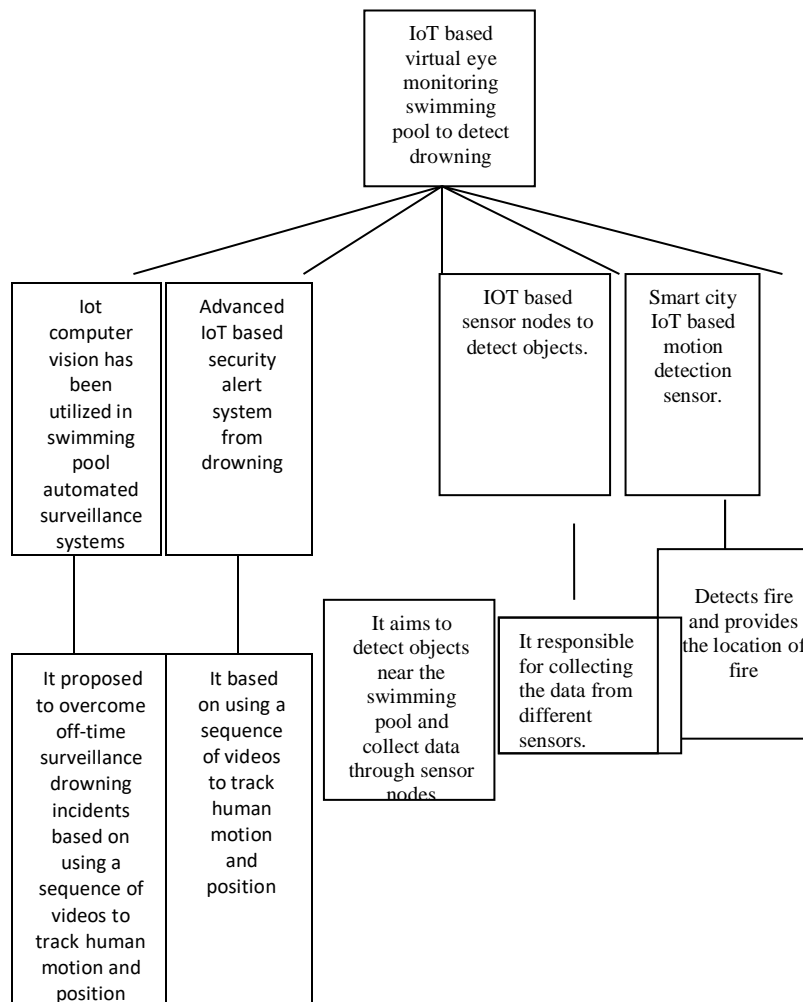 IoT based
virtual eye
monitoring
swimming
pool to detect
drowning
Iot
computer
vision has
been
utilized in
swimming
pool
automated
surveillance
systems
Advanced
IoT based
security
alert
system
from
drowning
IOT based
sensor nodes to
detect objects.
Smart city
IoT based
motion
detection
sensor.
It proposed
to overcome
off-time
surveillance
drowning
incidents
based on
using a
sequence of
videos to
track human
motion and
position
It based
on using a
sequence
of videos
to track
human
motion
and
position
It aims to
detect objects
near the
swimming
pool and
collect data
through sensor
nodes
It responsible
for collecting
the data from
different
sensors.
Detects fire
and provides
the location of
fire